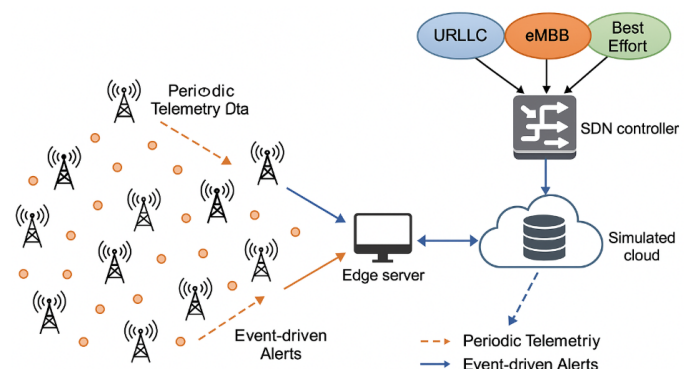 URLLC
eMBB
Best
Effort
Periodic
Telemetry Dta
SDN controller
Edge server
Simulated
cloud
Event-driven
Alerts
Periodic Telemetriy
Event-driven Alerts